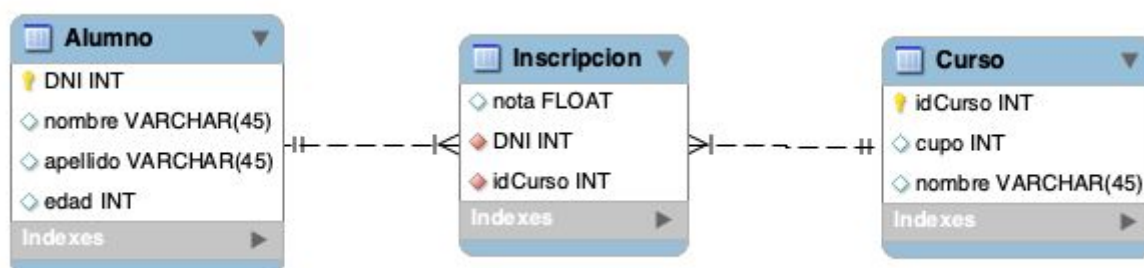 Alumno
DNI INT
nombre VARCHAR(45)
apellido VARCHAR(45)
edad INT
Indexes
Inscripcion
nota FLOAT
DNI INT
idCurso INT
Indexes
Curso
idCurso INT
cupo INT
nombre VARCHAR(45)
Indexes